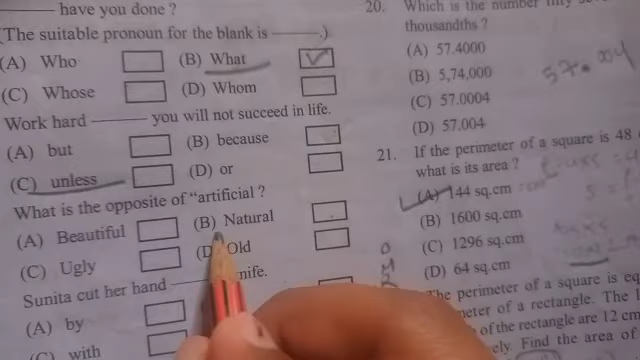 have you done ?
(The suitable pronoun for the blank is ———.)
(A) Who
(B) What
(C) Whose
(D) Whom
Work hard ——— you will not succeed in life.
(A) but
(B) because
(C) unless
(D) or
What is the opposite of “artificial ?
(A) Beautiful
(B) Natural
(C) Ugly
(D) Old
Sunita cut her hand ——— nife.
(A) by
(C) with
20. Which is the number fifty
thousandths ?
(A) 57.4000
(B) 5,74,000
(C) 57.0004
(D) 57.004
57.004
21. If the perimeter of a square is 48
what is its area ?
(A) 144 sq.cm
(B) 1600 sq.cm
(C) 1296 sq.cm
(D) 64 sq.cm
The perimeter of a square is eq
meter of a rectangle. The l
of the rectangle are 12 cm
ely. Find the area of